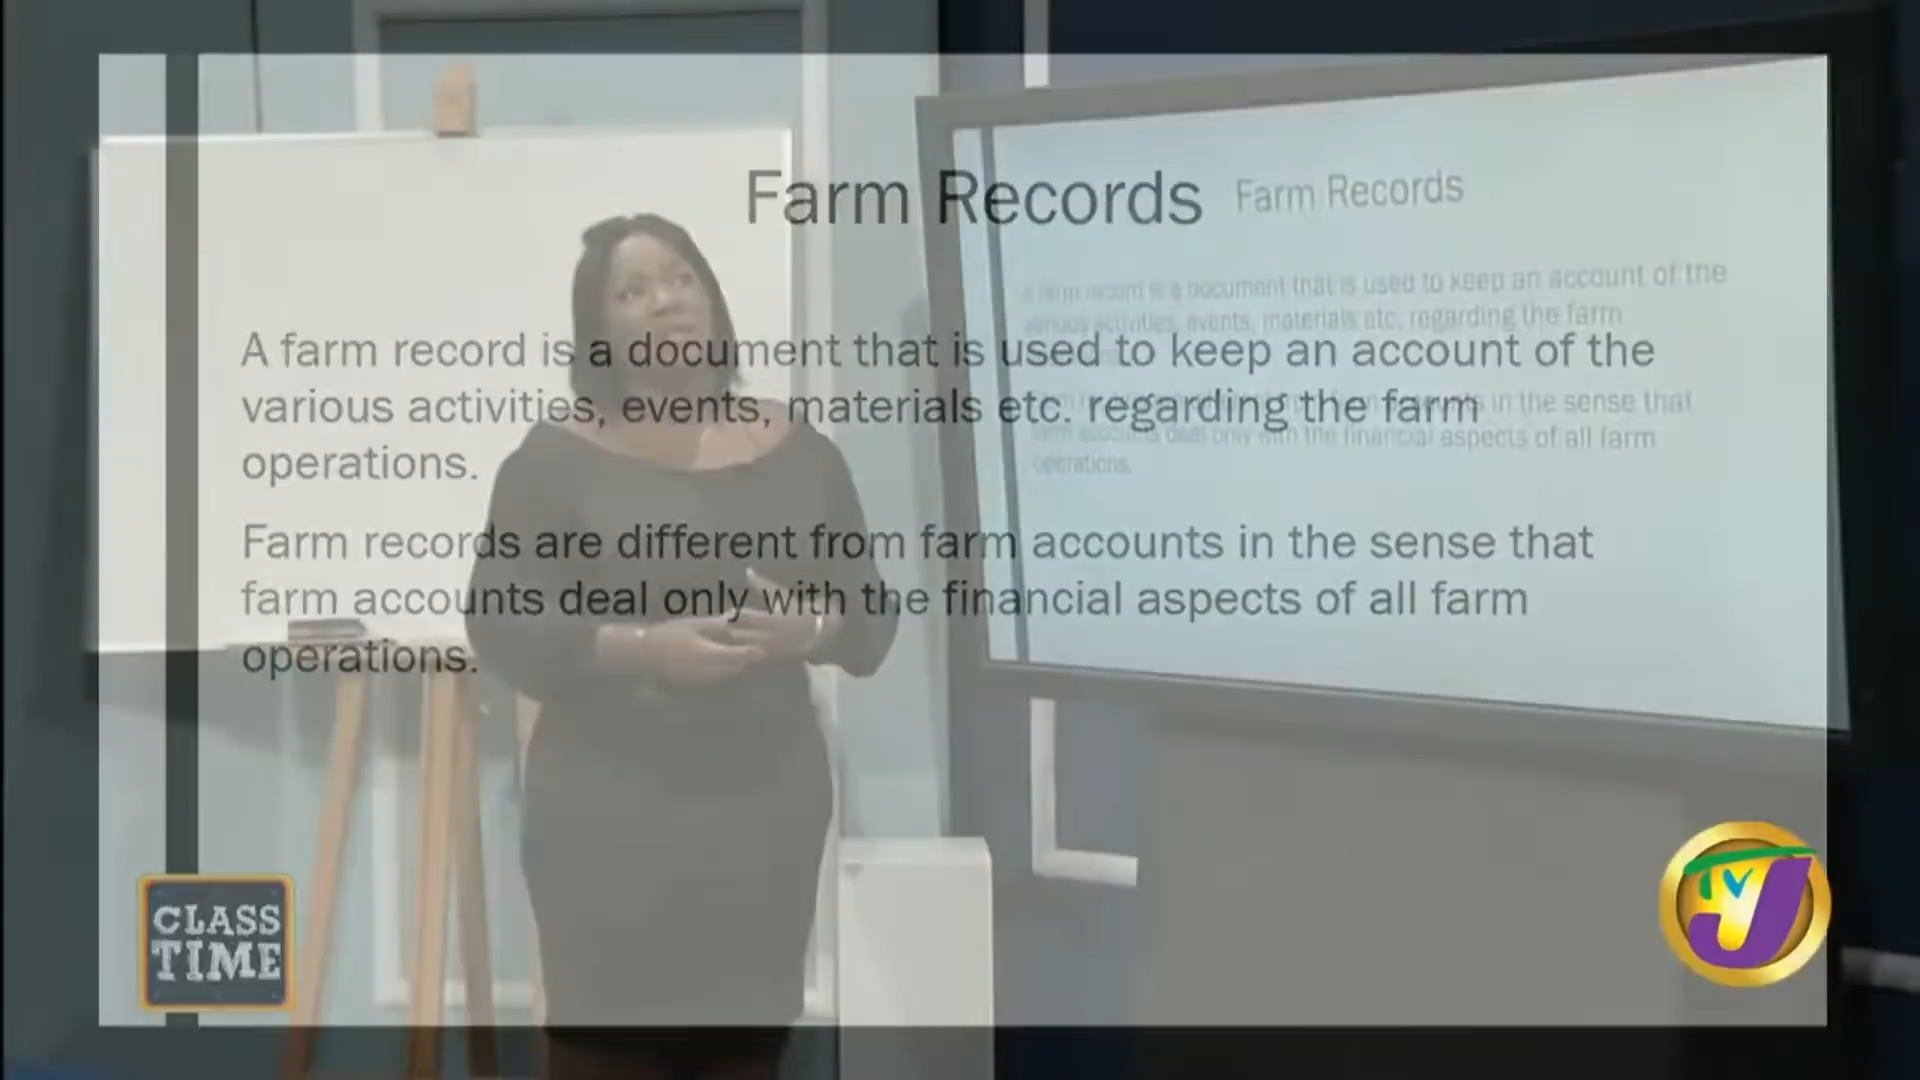 Farm Records
A farm record is a document that is used to keep an account of the
various activities, events, materials etc. regarding the farm
operations.
Farm records are different from farm accounts in the sense that
farm accounts deal only with the financial aspects of all farm
operations.
Farm Records
a document that is used to keep an account of the
various activities, events, materials etc. regarding the farm
in the sense that
farm accounts deal only with the financial aspects of all farm
operations.
CLASS
TIME
TVJ